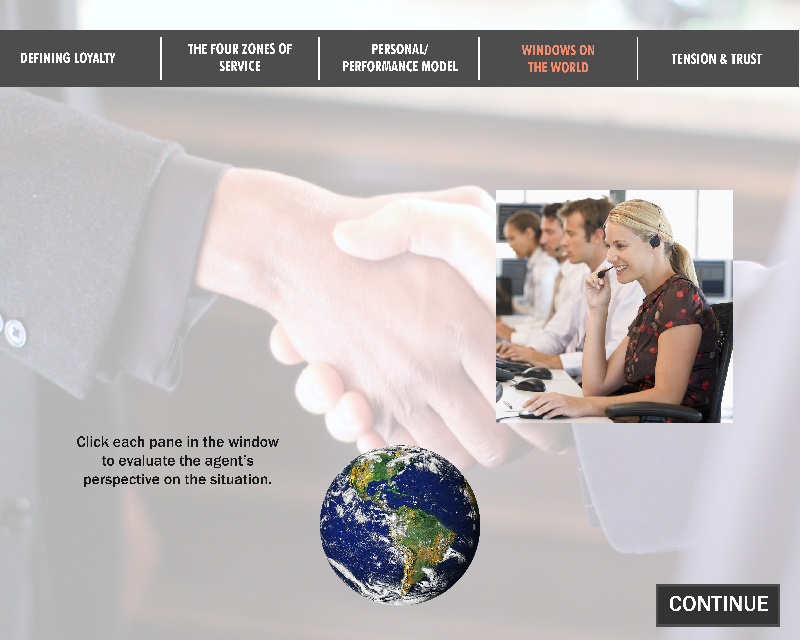 DEFINING LOYALTY
THE FOUR ZONES OF
SERVICE
PERSONAL/
PERFORMANCE MODEL
WINDOWS ON
THE WORLD
TENSION & TRUST
Click each pane in the window
to evaluate the agent's
perspective on the situation.
CONTINUE